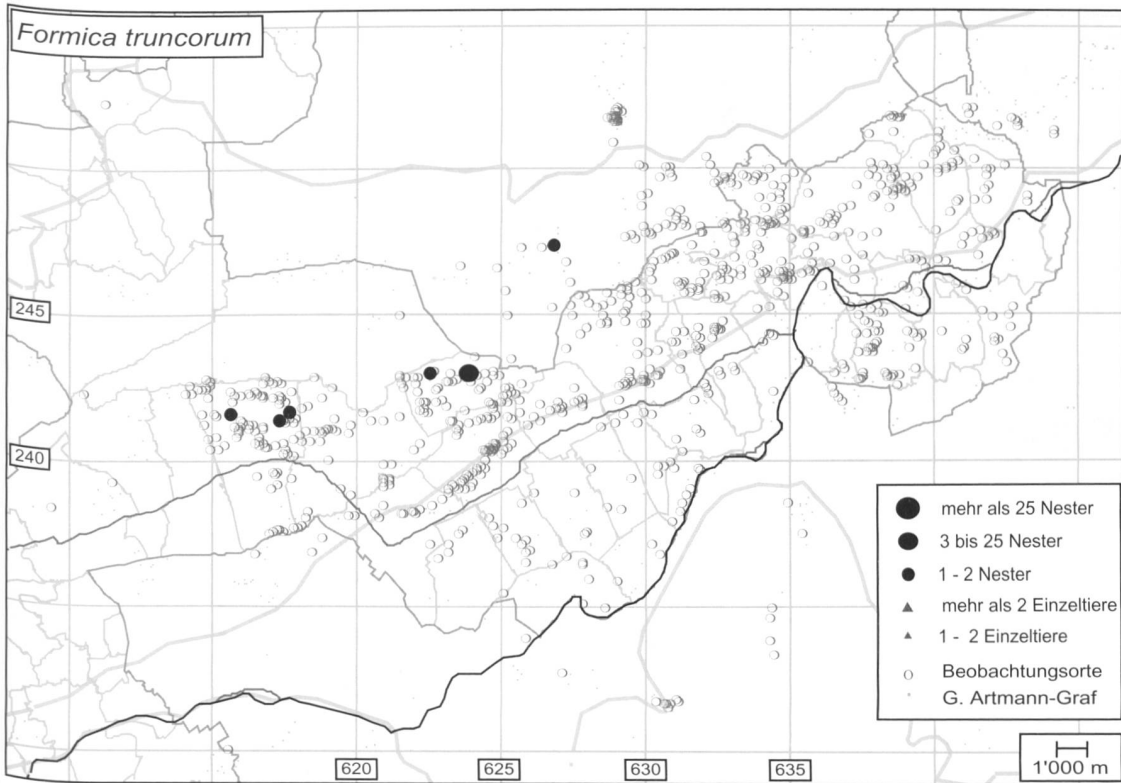 Formica truncorum
245
240
mehr als 25 Nester
3 bis 25 Nester
1 - 2 Nester
mehr als 2 Einzeltiere
1 - 2 Einzeltiere
Beobachtungsorte
G. Artmann-Graf
620
625
630
635
1'000 m